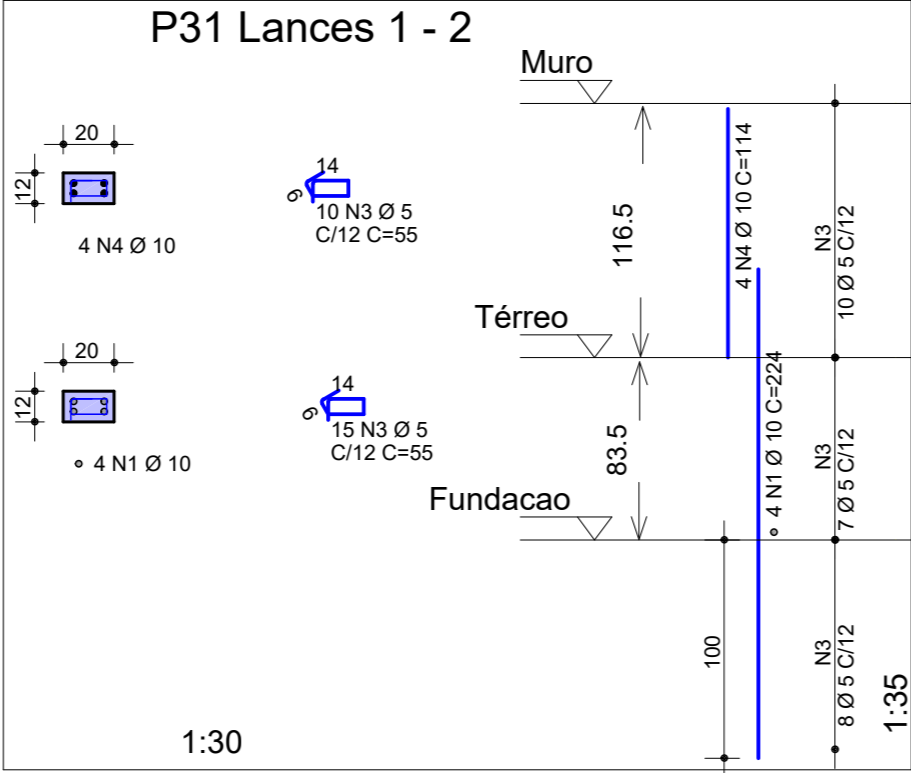 P31 Lances 1 - 2
Muro
20
12
4 N4 Ø 10
14
6
10 N3 Ø 5
C/12 C=55
116.5
4 N4 Ø 10 C=114
N3
10 Ø 5 C/12
Térreo
20
12
4 N1 Ø 10
14
6
15 N3 Ø 5
C/12 C=55
83.5
4 N1 Ø 10 C=224
N3
7 Ø 5 C/12
Fundacao
100
N3
8 Ø 5 C/12
1:30
1:35